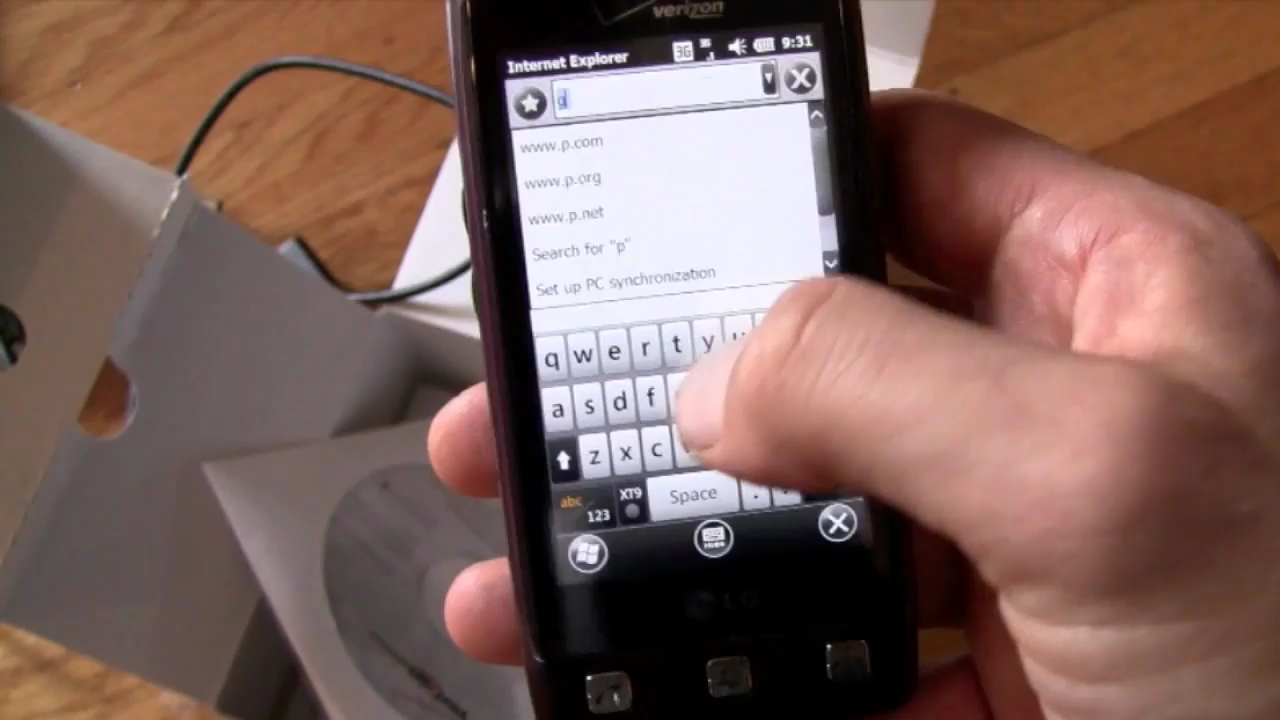 verizon
Internet Explorer 3G 9:31
www.p.com
www.p.org
www.p.net
Search for "p"
Set up PC synchronization
q w e r t y u
a s d f
z x c
abc 123 XT9 Space .
LG